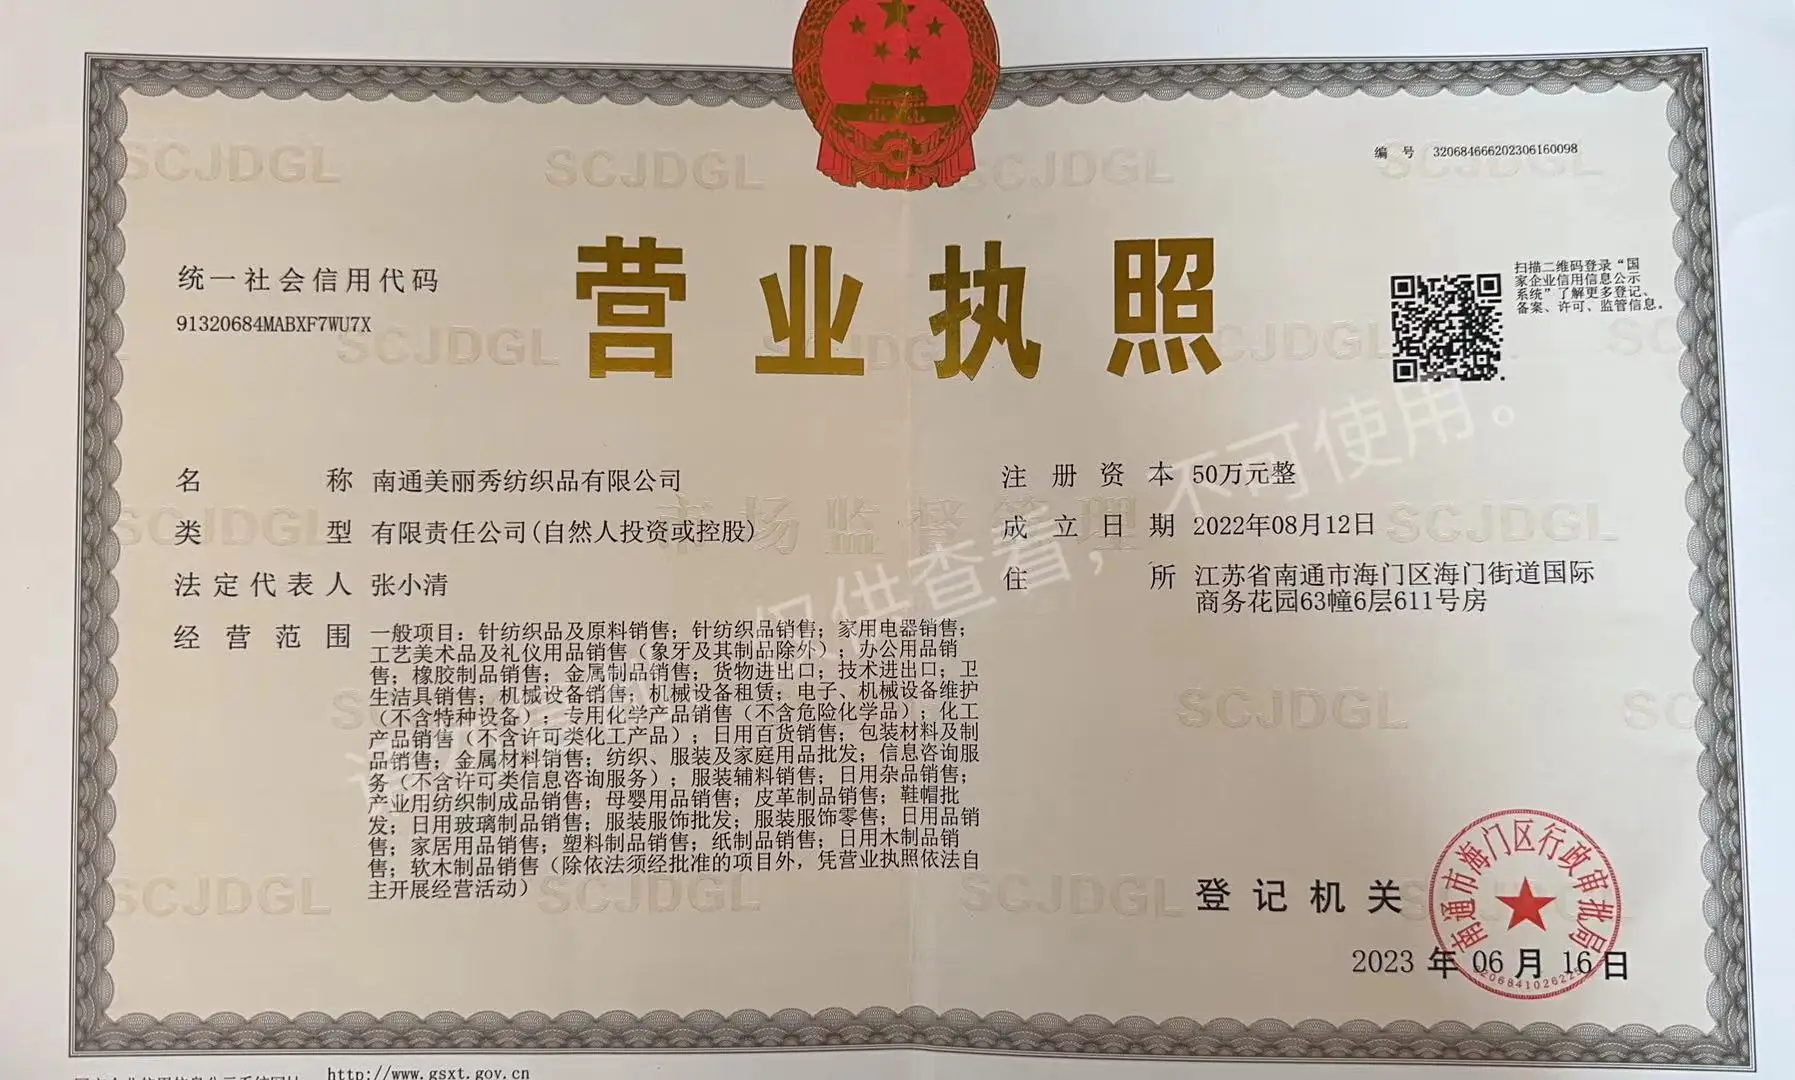 编 号 320684666202306160098
营业执照
统一社会信用代码
91320684MABXF7WU7X
扫描二维码登录“国
家企业信用信息公示
系统”了解更多登记、
备案、许可、监管信息。
名 称 南通美丽秀纺织品有限公司
类 型 有限责任公司(自然人投资或控股)
法定代表人 张小清
经营范围 一般项目：针纺织品及原料销售；针纺织品销售；家用电器销售；
工艺美术品及礼仪用品销售（象牙及其制品除外）；办公用品销
售；橡胶制品销售；金属制品销售；货物进出口；技术进出口；卫
生洁具销售；机械设备销售；机械设备租赁；电子、机械设备维护
（不含特种设备）；专用化学产品销售（不含危险化学品）；化工
产品销售（不含许可类化工产品）；日用百货销售；包装材料及制
品销售；金属材料销售；纺织、服装及家庭用品批发；信息咨询服
务（不含许可类信息咨询服务）；服装辅料销售；日用杂品销售；
产业用纺织制成品销售；母婴用品销售；皮革制品销售；鞋帽批
发；日用玻璃制品销售；服装服饰批发；服装服饰零售；日用品销
售；家居用品销售；塑料制品销售；纸制品销售；日用木制品销
售；软木制品销售（除依法须经批准的项目外，凭营业执照依法自
主开展经营活动）
注册资本 50万元整
成立日期 2022年08月12日
住 所 江苏省南通市海门区海门街道国际
商务花园63幢6层611号房
仅供查看，不可使用。
市场监督管理
SCJDGL
登记机关
南通市海门区行政审批局
2023 年 06 月 16 日
http://www.gsxt.gov.cn